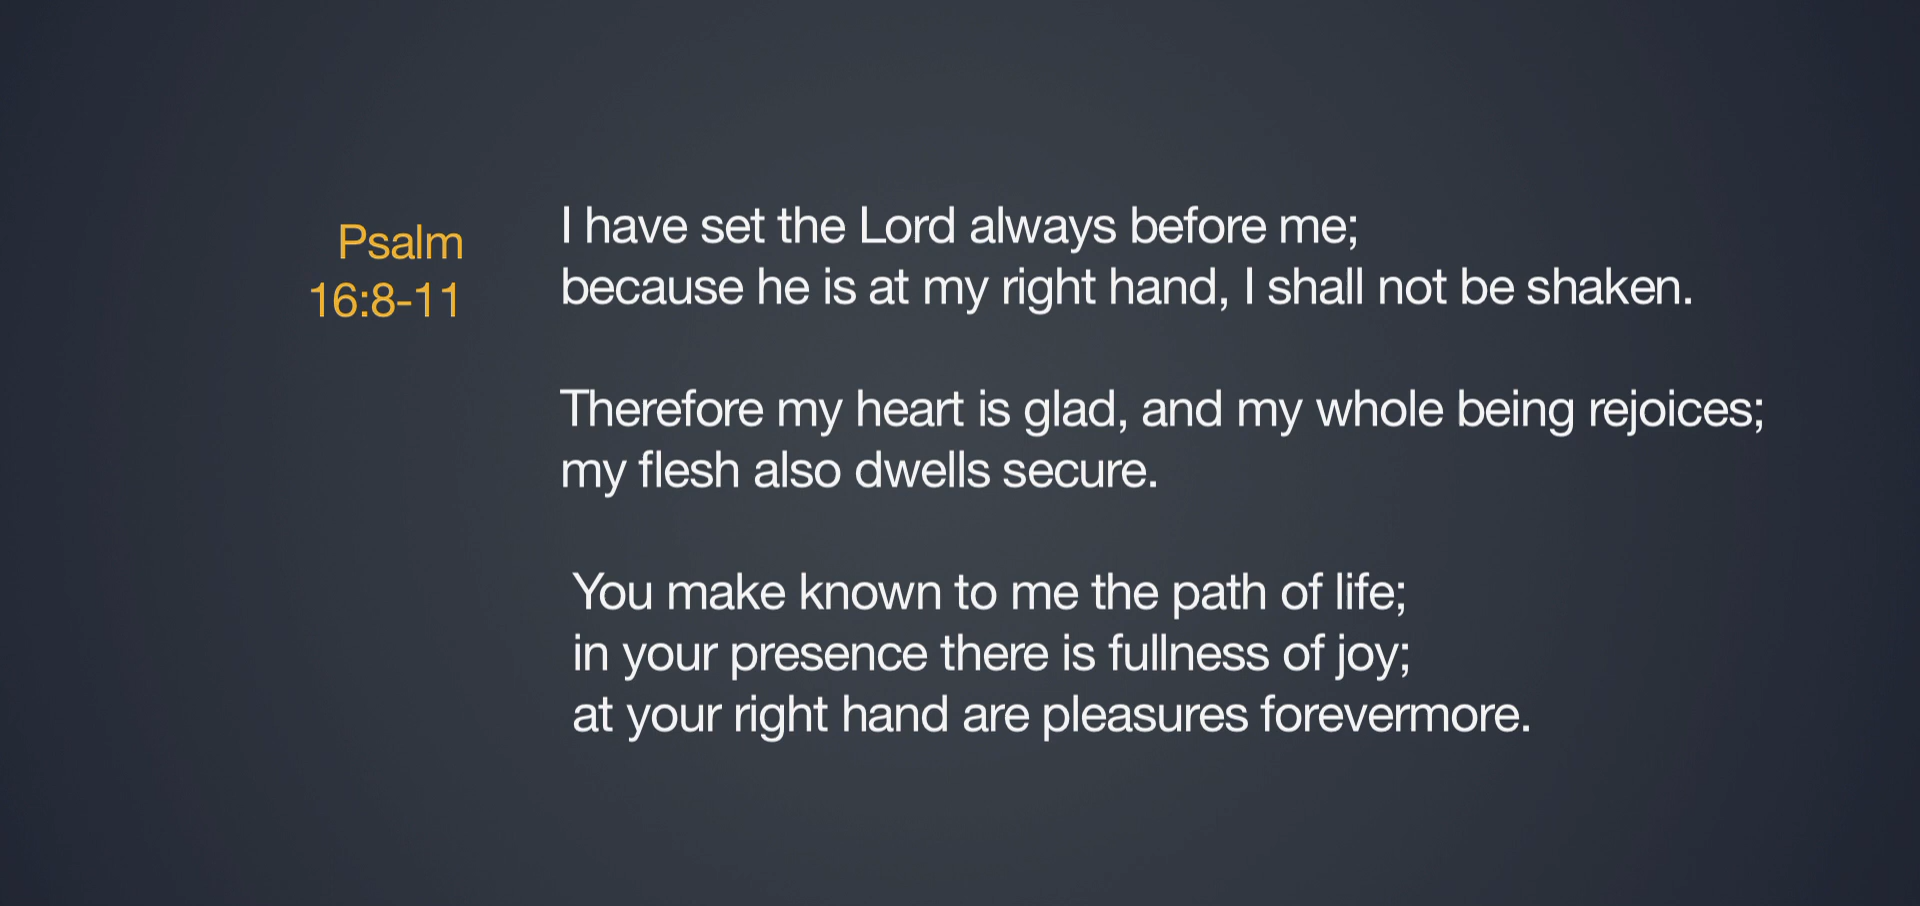 Psalm
16:8-11
I have set the Lord always before me;
because he is at my right hand, I shall not be shaken.
Therefore my heart is glad, and my whole being rejoices;
my flesh also dwells secure.
You make known to me the path of life;
in your presence there is fullness of joy;
at your right hand are pleasures forevermore.